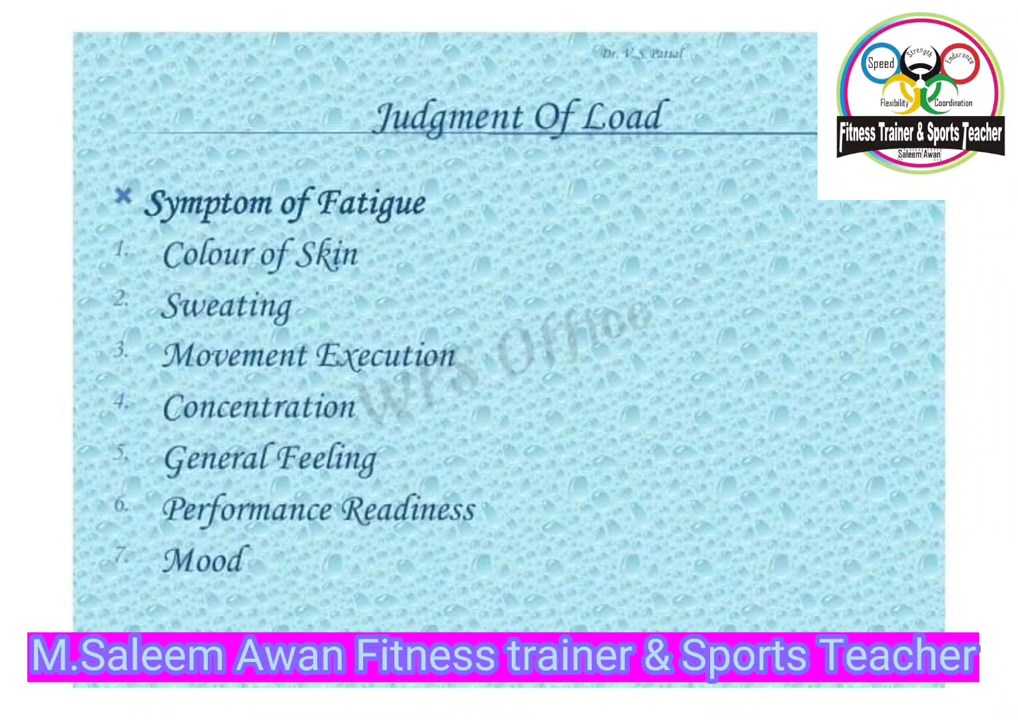 Dr. V. S. Patial
Judgment Of Load
Symptom of Fatigue
1. Colour of Skin
2. Sweating
3. Movement Execution
4. Concentration
5. General Feeling
6. Performance Readiness
7. Mood
WPS Office
Speed
Strength
Endurance
Flexibility
Coordination
Fitness Trainer & Sports Teacher
Saleem Awan
M.Saleem Awan Fitness trainer & Sports Teacher